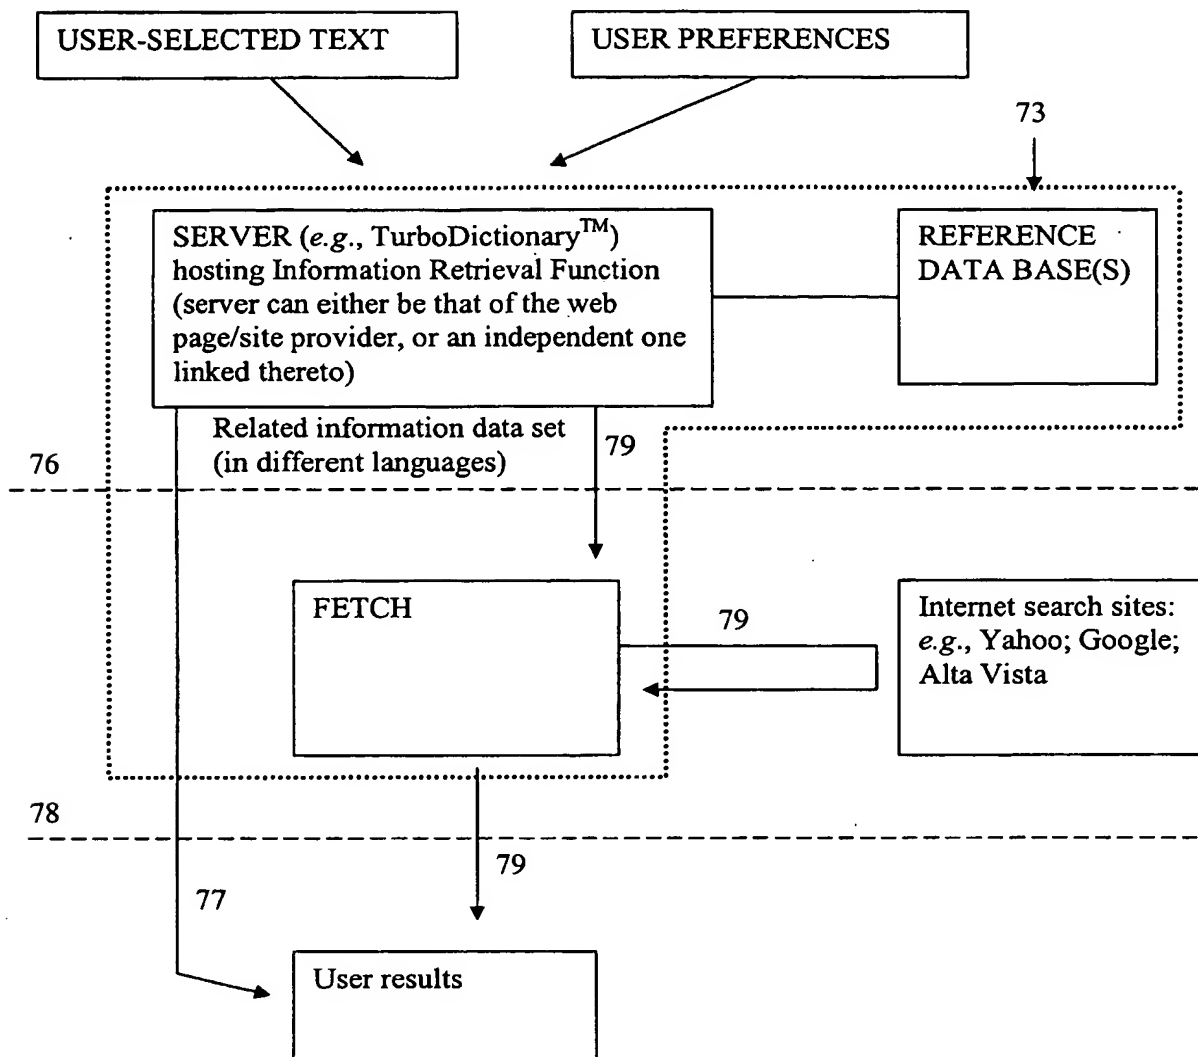 USER-SELECTED TEXT
USER PREFERENCES
73
SERVER (e.g., TurboDictionary™)
hosting Information Retrieval Function
(server can either be that of the web
page/site provider, or an independent one
linked thereto)
REFERENCE
DATA BASE(S)
Related information data set
(in different languages)
79
76
FETCH
79
Internet search sites:
e.g., Yahoo; Google;
Alta Vista
78
79
77
User results